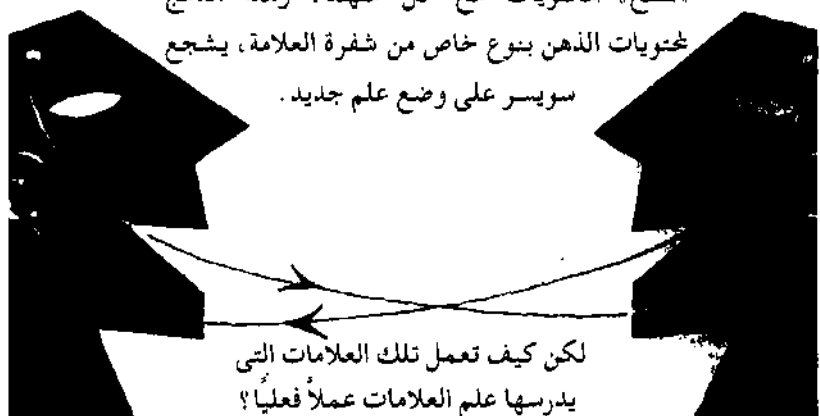 لمحتويات الذهن بنوع خاص من شفرة العلامة، يشجع
سويسر على وضع علم جديد.
لكن كيف تعمل تلك العلامات التى
يدرسها علم العلامات عملاً فعليًا؟